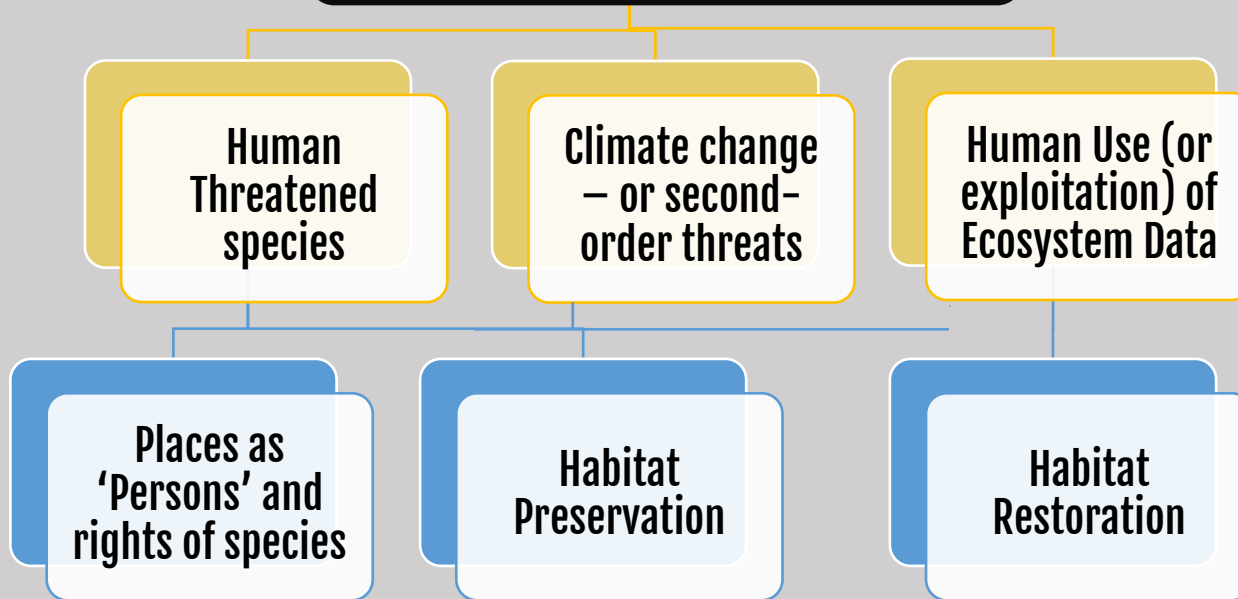 Human
Threatened
species
Climate change
– or second-
order threats
Human Use (or
exploitation) of
Ecosystem Data
Places as
‘Persons’ and
rights of species
Habitat
Preservation
Habitat
Restoration